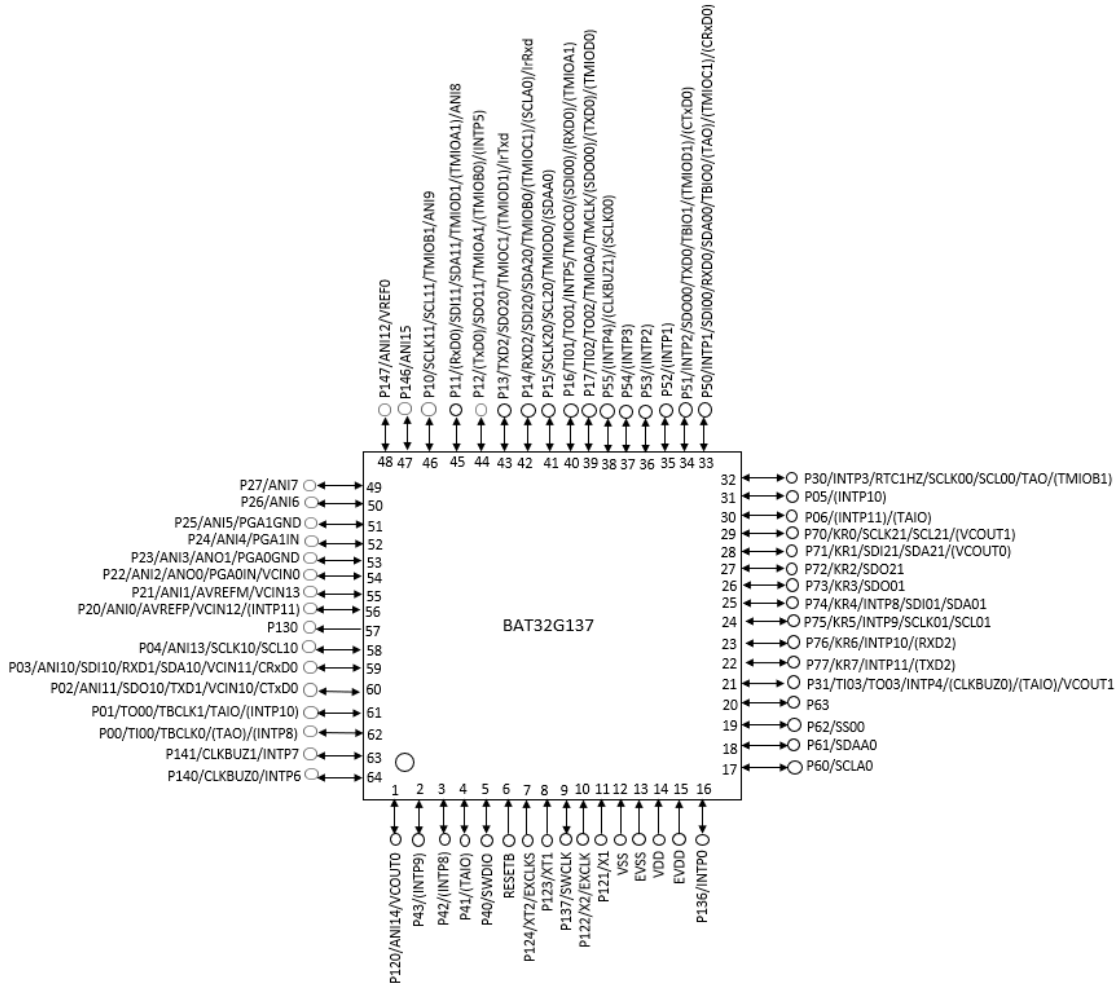 P147/ANI12/VREF0
P146/ANI15
P10/SCLK11/SCL11/TMIOB1/ANI9
P11/(RxD0)/SDI11/SDA11/TMIOD1/(TMIOA1)/ANI8
P12/(TxD0)/SDO11/TMIOA1/(TMIOB0)/(INTP5)
P13/TXD2/SDO20/TMIOC1/(TMIOD1)/IrTxd
P14/RXD2/SDI20/SDA20/TMIOB0/(TMIOC1)/(SCLA0)/IrRxd
P15/SCLK20/SCL20/TMIOD0/(SDAA0)
P16/TI01/TO01/INTP5/TMIOC0/(SDI00)/(RXD0)/(TMIOA1)
P17/TI02/TO02/TMIOA0/TMCLK/(SDO00)/(TXD0)/(TMIOD0)
P55/(INTP4)/(CLKBUZ1)/(SCLK00)
P54/(INTP3)
P53/(INTP2)
P52/(INTP1)
P51/INTP2/SDO00/TXD0/TBIO1/(TMIOD1)/(CTxD0)
P50/INTP1/SDI00/RXD0/SDA00/TBIO0/(TAO)/(TMIOC1)/(CRxD0)
48 47 46 45 44 43 42 41 40 39 38 37 36 35 34 33
P27/ANI7 49
P26/ANI6 50
P25/ANI5/PGA1GND 51
P24/ANI4/PGA1IN 52
P23/ANI3/ANO1/PGA0GND 53
P22/ANI2/ANO0/PGA0IN/VCIN0 54
P21/ANI1/AVREFM/VCIN13 55
P20/ANI0/AVREFP/VCIN12/(INTP11) 56
P130 57
P04/ANI13/SCLK10/SCL10 58
P03/ANI10/SDI10/RXD1/SDA10/VCIN11/CRxD0 59
P02/ANI11/SDO10/TXD1/VCIN10/CTxD0 60
P01/TO00/TBCLK1/TAIO/(INTP10) 61
P00/TI00/TBCLK0/(TAO)/(INTP8) 62
P141/CLKBUZ1/INTP7 63
P140/CLKBUZ0/INTP6 64
BAT32G137
32 P30/INTP3/RTC1HZ/SCLK00/SCL00/TAO/(TMIOB1)
31 P05/(INTP10)
30 P06/(INTP11)/(TAIO)
29 P70/KR0/SCLK21/SCL21/(VCOUT1)
28 P71/KR1/SDI21/SDA21/(VCOUT0)
27 P72/KR2/SDO21
26 P73/KR3/SDO01
25 P74/KR4/INTP8/SDI01/SDA01
24 P75/KR5/INTP9/SCLK01/SCL01
23 P76/KR6/INTP10/(RXD2)
22 P77/KR7/INTP11/(TXD2)
21 P31/TI03/TO03/INTP4/(CLKBUZ0)/(TAIO)/VCOUT1
20 P63
19 P62/SS00
18 P61/SDAA0
17 P60/SCLA0
1 2 3 4 5 6 7 8 9 10 11 12 13 14 15 16
P120/ANI14/VCOUT0
P43/(INTP9)
P42/(INTP8)
P41/(TAIO)
P40/SWDIO
RESETB
P124/XT2/EXCLKS
P123/XT1
P137/SWCLK
P122/X2/EXCLK
P121/X1
VSS
EVSS
VDD
EVDD
P136/INTP0